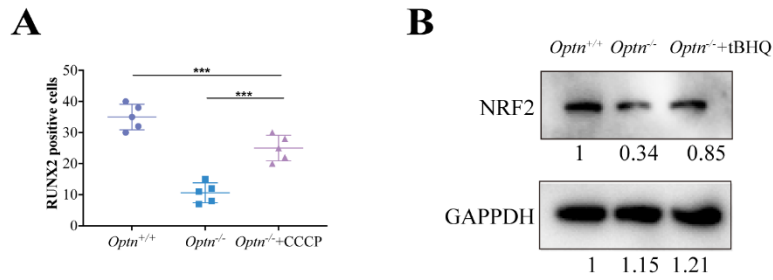 A
RUNX2 positive cells
50
40
30
20
10
0
***
***
Optn+/+
Optn-/-
Optn-/-+CCCP
B
Optn+/+ Optn-/- Optn-/-+tBHQ
NRF2
1 0.34 0.85
GAPPDH
1 1.15 1.21